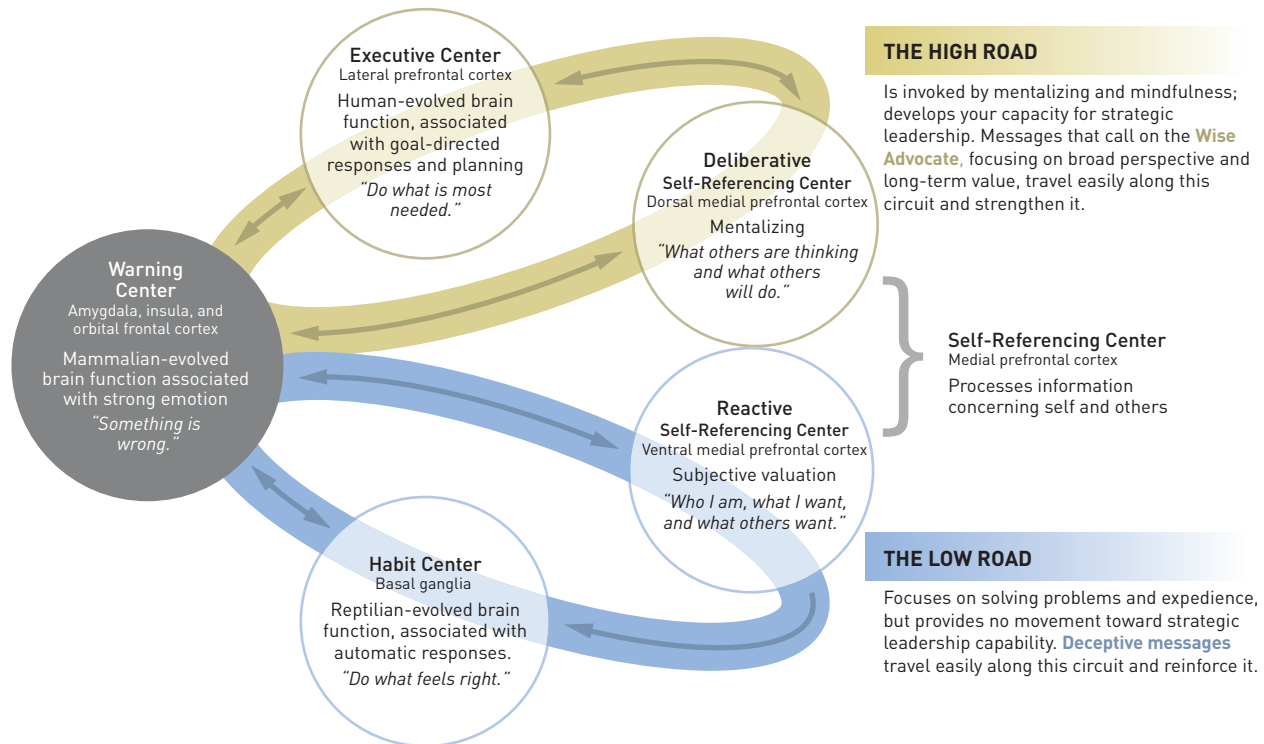 Executive Center
Lateral prefrontal cortex
Human-evolved brain
function, associated
with goal-directed
responses and planning
“Do what is most
needed.”
Deliberative
Self-Referencing Center
Dorsal medial prefrontal cortex
Mentalizing
“What others are thinking
and what others
will do.”
THE HIGH ROAD
Is invoked by mentalizing and mindfulness;
develops your capacity for strategic
leadership. Messages that call on the Wise
Advocate, focusing on broad perspective and
long-term value, travel easily along this
circuit and strengthen it.
Warning
Center
Amygdala, insula, and
orbital frontal cortex
Mammalian-evolved
brain function associated
with strong emotion
“Something is
wrong.”
Self-Referencing Center
Medial prefrontal cortex
Processes information
concerning self and others
Reactive
Self-Referencing Center
Ventral medial prefrontal cortex
Subjective valuation
“Who I am, what I want,
and what others want.”
Habit Center
Basal ganglia
Reptilian-evolved brain
function, associated with
automatic responses.
“Do what feels right.”
THE LOW ROAD
Focuses on solving problems and expedience,
but provides no movement toward strategic
leadership capability. Deceptive messages
travel easily along this circuit and reinforce it.